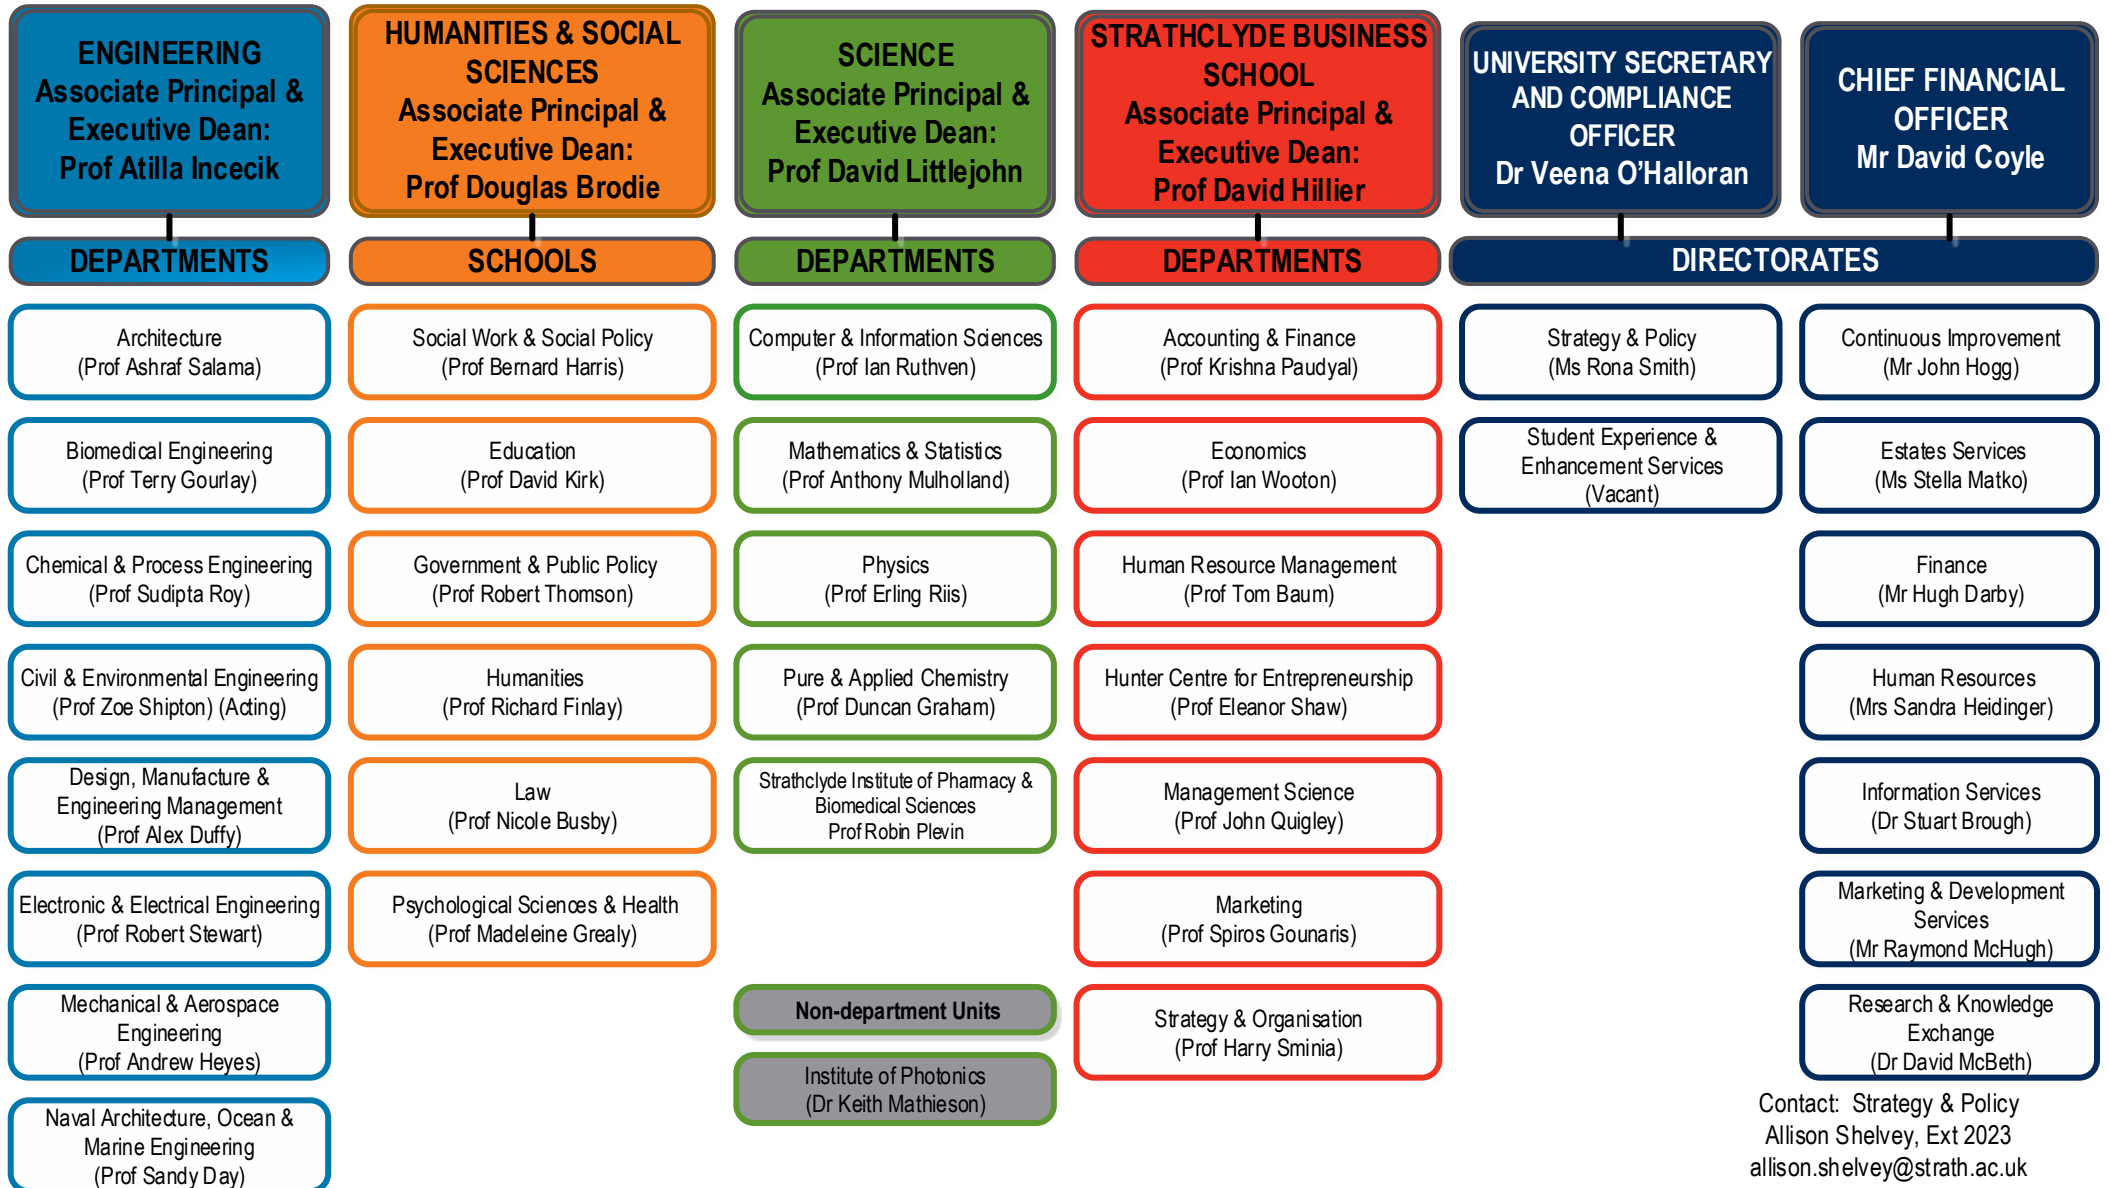 ENGINEERING
Associate Principal &
Executive Dean:
Prof Atilla Incecik
DEPARTMENTS
Architecture
(Prof Ashraf Salama)
Biomedical Engineering
(Prof Terry Gourlay)
Chemical & Process Engineering
(Prof Sudipta Roy)
Civil & Environmental Engineering
(Prof Zoe Shipton) (Acting)
Design, Manufacture &
Engineering Management
(Prof Alex Duffy)
Electronic & Electrical Engineering
(Prof Robert Stewart)
Mechanical & Aerospace
Engineering
(Prof Andrew Heyes)
Naval Architecture, Ocean &
Marine Engineering
(Prof Sandy Day)
HUMANITIES & SOCIAL
SCIENCES
Associate Principal &
Executive Dean:
Prof Douglas Brodie
SCHOOLS
Social Work & Social Policy
(Prof Bernard Harris)
Education
(Prof David Kirk)
Government & Public Policy
(Prof Robert Thomson)
Humanities
(Prof Richard Finlay)
Law
(Prof Nicole Busby)
Psychological Sciences & Health
(Prof Madeleine Grealy)
SCIENCE
Associate Principal &
Executive Dean:
Prof David Littlejohn
DEPARTMENTS
Computer & Information Sciences
(Prof Ian Ruthven)
Mathematics & Statistics
(Prof Anthony Mulholland)
Physics
(Prof Erling Riis)
Pure & Applied Chemistry
(Prof Duncan Graham)
Strathclyde Institute of Pharmacy &
Biomedical Sciences
Prof Robin Plevin
Non-department Units
Institute of Photonics
(Dr Keith Mathieson)
STRATHCLYDE BUSINESS
SCHOOL
Associate Principal &
Executive Dean:
Prof David Hillier
DEPARTMENTS
Accounting & Finance
(Prof Krishna Paudyal)
Economics
(Prof Ian Wooton)
Human Resource Management
(Prof Tom Baum)
Hunter Centre for Entrepreneurship
(Prof Eleanor Shaw)
Management Science
(Prof John Quigley)
Marketing
(Prof Spiros Gounaris)
Strategy & Organisation
(Prof Harry Sminia)
UNIVERSITY SECRETARY
AND COMPLIANCE
OFFICER
Dr Veena O’Halloran
CHIEF FINANCIAL
OFFICER
Mr David Coyle
DIRECTORATES
Strategy & Policy
(Ms Rona Smith)
Student Experience &
Enhancement Services
(Vacant)
Continuous Improvement
(Mr John Hogg)
Estates Services
(Ms Stella Matko)
Finance
(Mr Hugh Darby)
Human Resources
(Mrs Sandra Heidinger)
Information Services
(Dr Stuart Brough)
Marketing & Development
Services
(Mr Raymond McHugh)
Research & Knowledge
Exchange
(Dr David McBeth)
Contact: Strategy & Policy
Allison Shelvey, Ext 2023
allison.shelvey@strath.ac.uk